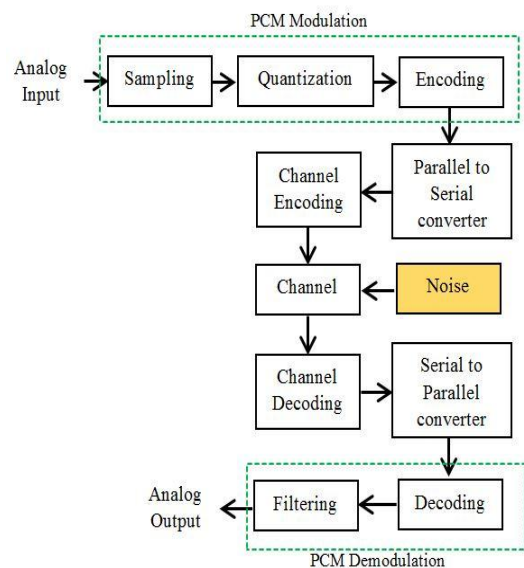 PCM Modulation
Analog
Input
Sampling
Quantization
Encoding
Parallel to
Serial
converter
Channel
Encoding
Channel
Noise
Channel
Decoding
Serial to
Parallel
converter
Decoding
Filtering
Analog
Output
PCM Demodulation